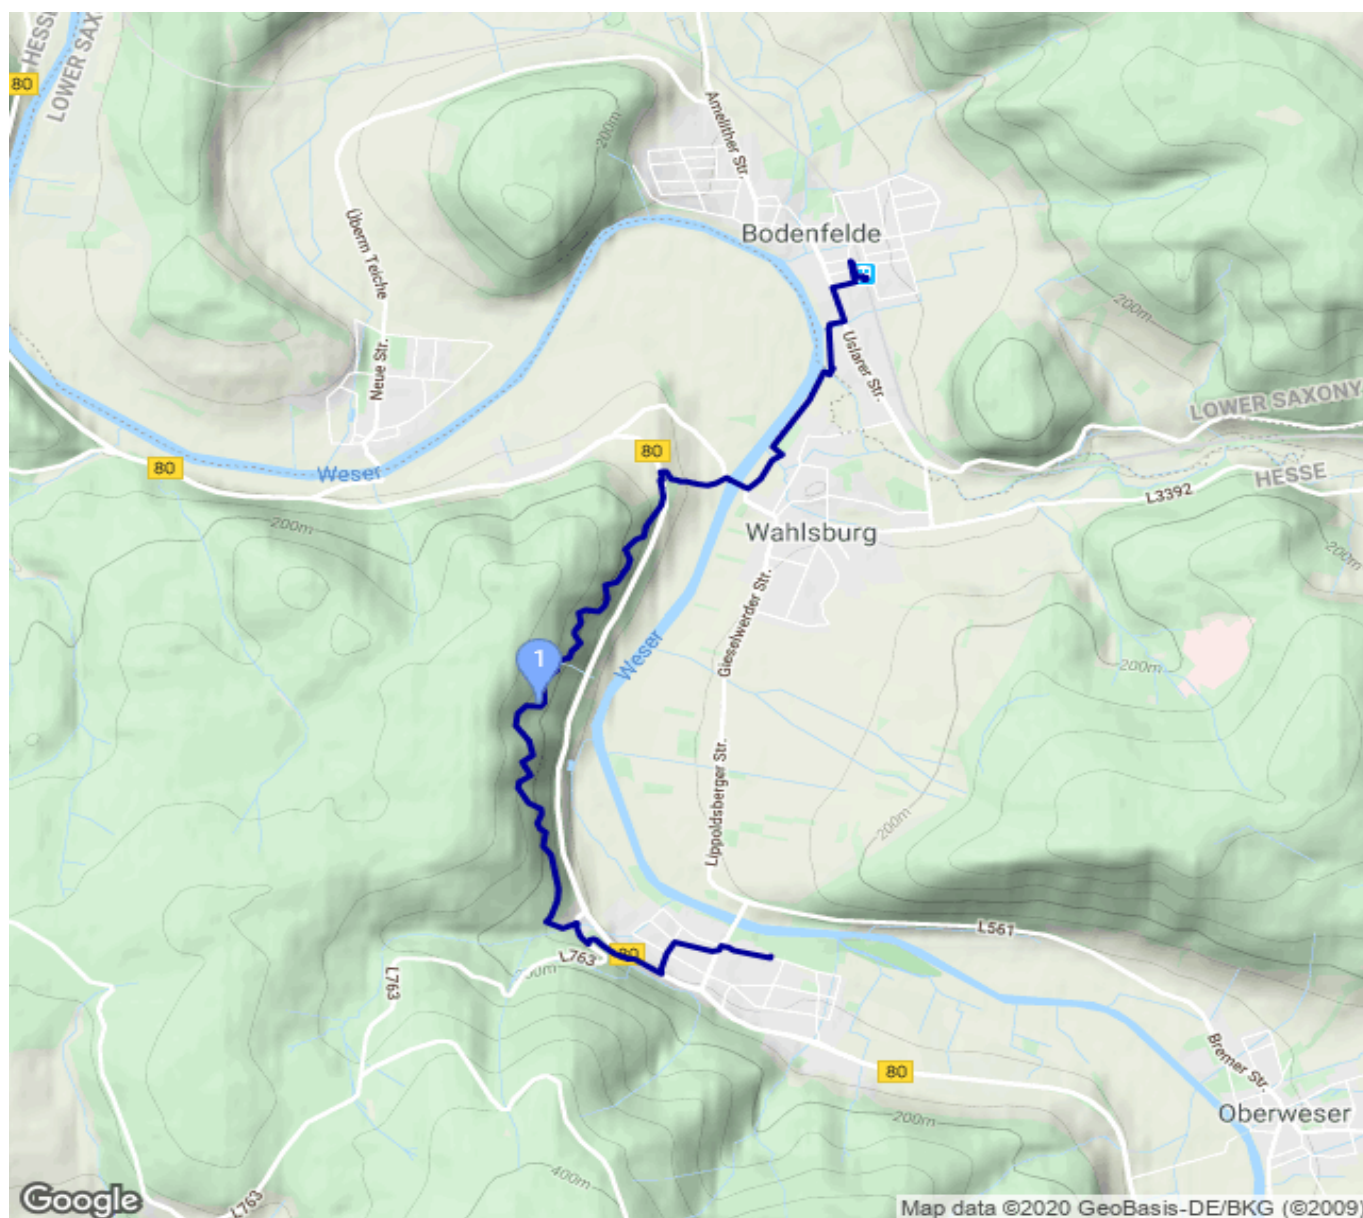 HESSE
LOWER SAXO
80
Amelither Str.
200m
Bodenfelde
Überm Teiche
200m
Neue Str.
Uslarer Str.
LOWER SAXONY
80
80
Weser
HESSE
L3392
200m
Wahlsburg
200m
Gieselwerder Str.
Weser
1
200m
Lippoldsberger Str.
200m
L561
80
L763
L763
Bremer Str.
80
Oberweser
200m
400m
L763
Google
Map data ©2020 GeoBasis-DE/BKG (©2009)